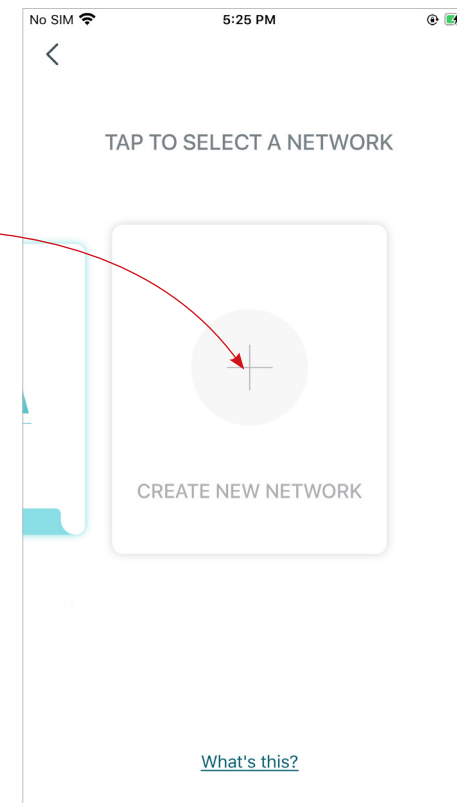 No SIM 5:25 PM
TAP TO SELECT A NETWORK
CREATE NEW NETWORK
What's this?